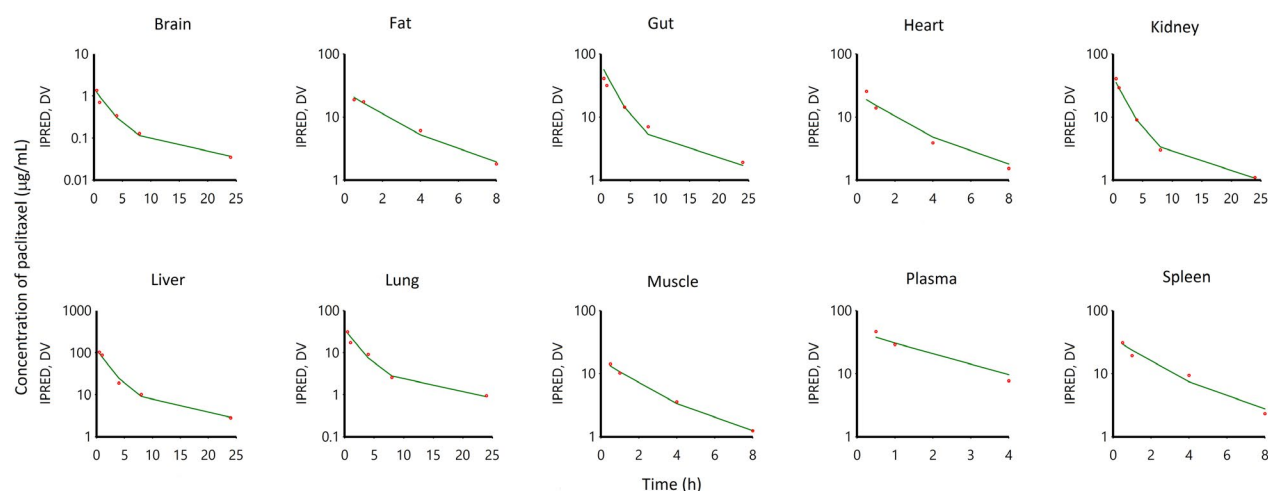 Concentration of paclitaxel (µg/mL)
Brain
IPRED, DV
10
1
0.1
0.01
0 5 10 15 20 25
Fat
IPRED, DV
100
10
1
0 2 4 6 8
Gut
IPRED, DV
100
10
1
0 5 10 15 20 25
Heart
IPRED, DV
100
10
1
0 2 4 6 8
Kidney
IPRED, DV
100
10
1
0 5 10 15 20 25
Liver
IPRED, DV
1000
100
10
1
0 5 10 15 20 25
Lung
IPRED, DV
100
10
1
0.1
0 5 10 15 20 25
Muscle
IPRED, DV
100
10
1
0 2 4 6 8
Plasma
IPRED, DV
100
10
1
0 1 2 3 4
Spleen
IPRED, DV
100
10
1
0 2 4 6 8
Time (h)